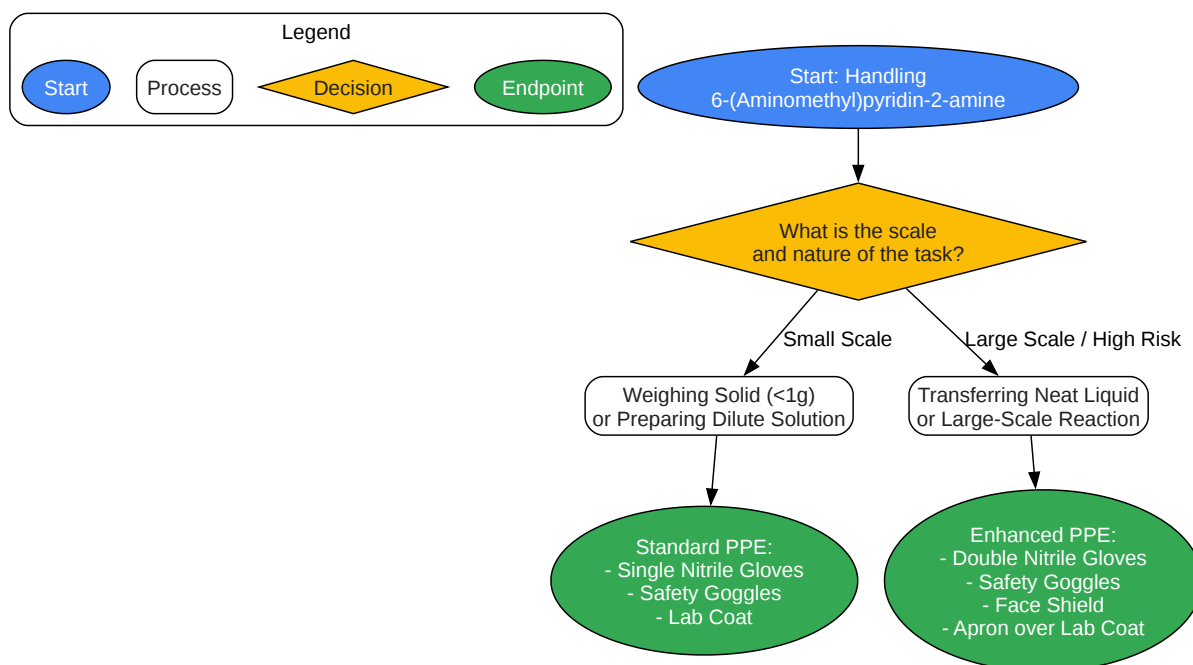 Legend
Start
Process
Decision
Endpoint
Start: Handling
6-(Aminomethyl)pyridin-2-amine
What is the scale
and nature of the task?
Small Scale
Large Scale / High Risk
Weighing Solid (<1g)
or Preparing Dilute Solution
Transferring Neat Liquid
or Large-Scale Reaction
Standard PPE:
- Single Nitrile Gloves
- Safety Goggles
- Lab Coat
Enhanced PPE:
- Double Nitrile Gloves
- Safety Goggles
- Face Shield
- Apron over Lab Coat